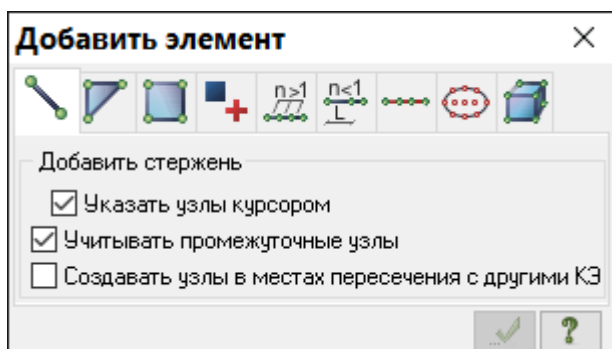 Добавить элемент
n>1
n<1
L
Добавить стержень
Указать узлы курсором
Учитывать промежуточные узлы
Создавать узлы в местах пересечения с другими КЭ
?